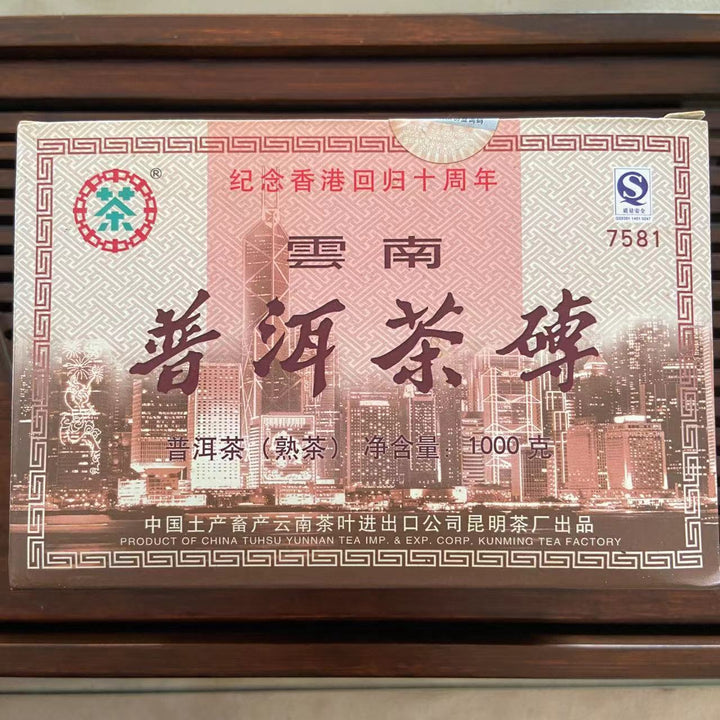 纪念香港回归十周年
茶
®
雲南
7581
普洱茶磚
普洱茶（熟茶） 净含量：1000克
中国土产畜产云南茶叶进出口公司昆明茶厂出品
PRODUCT OF CHINA TUHSU YUNNAN TEA IMP. & EXP. CORP. KUNMING TEA FACTORY